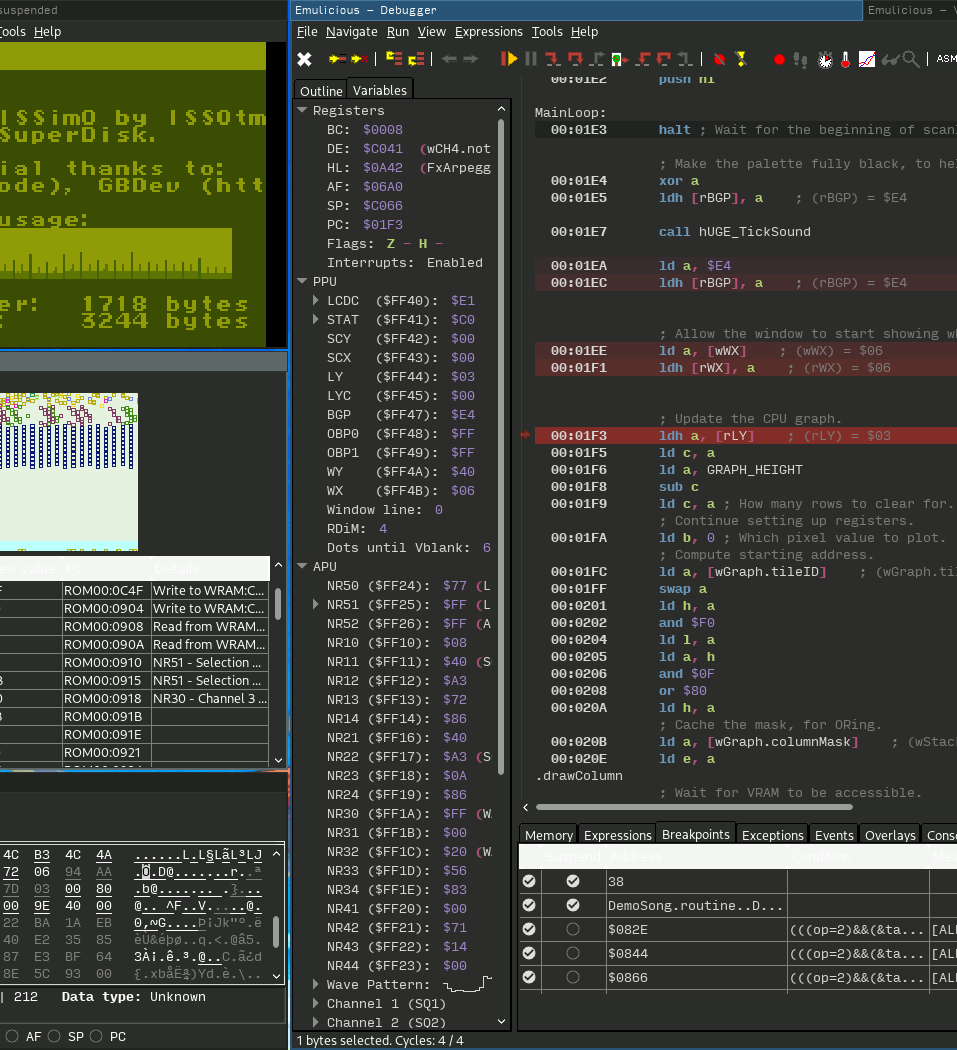 suspended
Tools Help
ISSimO by ISSOtm
SuperDisk.
ial thanks to:
ode), GBDev (htt
usage:
er: 1718 bytes
: 3244 bytes
New Value PC Details
ROM00:0C4F Write to WRAM:C...
ROM00:0904 Write to WRAM...
ROM00:0908 Read from WRAM...
ROM00:090A Read from WRAM...
ROM00:0910 NR51 - Selection ...
ROM00:0915 NR51 - Selection ...
ROM00:0918 NR30 - Channel 3 ...
ROM00:091B
ROM00:091E
ROM00:0921
4C B3 4C 4A
72 06 94 AA
7D 03 00 80
00 9E 40 00
22 BA 1A EB
40 E2 35 85
87 E3 BF 64
8E 5C 93 00
| 212 Data type: Unknown
AF SP PC
Emulicious – Debugger
File Navigate Run View Expressions Tools Help
Outline Variables
Registers
BC: $0008
DE: $C041 (wCH4.not
HL: $0A42 (FxArpegg
AF: $06A0
SP: $C066
PC: $01F3
Flags: Z - H -
Interrupts: Enabled
PPU
LCDC ($FF40): $E1
STAT ($FF41): $C0
SCY ($FF42): $00
SCX ($FF43): $00
LY ($FF44): $03
LYC ($FF45): $00
BGP ($FF47): $E4
OBP0 ($FF48): $FF
OBP1 ($FF49): $FF
WY ($FF4A): $40
WX ($FF4B): $06
Window line: 0
RDiM: 4
Dots until Vblank: 6
APU
NR50 ($FF24): $77 (L
NR51 ($FF25): $FF (L
NR52 ($FF26): $FF (A
NR10 ($FF10): $08
NR11 ($FF11): $40 (S
NR12 ($FF12): $A3
NR13 ($FF13): $72
NR14 ($FF14): $86
NR21 ($FF16): $40
NR22 ($FF17): $A3 (S
NR23 ($FF18): $0A
NR24 ($FF19): $86
NR30 ($FF1A): $FF (W
NR31 ($FF1B): $00
NR32 ($FF1C): $20 (W
NR33 ($FF1D): $56
NR34 ($FF1E): $83
NR41 ($FF20): $00
NR42 ($FF21): $71
NR43 ($FF22): $14
NR44 ($FF23): $00
Wave Pattern:
Channel 1 (SQ1)
Channel 2 (SQ2)
1 bytes selected. Cycles: 4 / 4
Emulicious – V
ASM
00:01E2 push hl
MainLoop:
00:01E3 halt ; Wait for the beginning of scan
; Make the palette fully black, to hel
00:01E4 xor a
00:01E5 ldh [rBGP], a ; (rBGP) = $E4
00:01E7 call hUGE_TickSound
00:01EA ld a, $E4
00:01EC ldh [rBGP], a ; (rBGP) = $E4
; Allow the window to start showing wh
00:01EE ld a, [wWX] ; (wWX) = $06
00:01F1 ldh [rWX], a ; (rWX) = $06
; Update the CPU graph.
00:01F3 ldh a, [rLY] ; (rLY) = $03
00:01F5 ld c, a
00:01F6 ld a, GRAPH_HEIGHT
00:01F8 sub c
00:01F9 ld c, a ; How many rows to clear for.
; Continue setting up registers.
00:01FA ld b, 0 ; Which pixel value to plot.
; Compute starting address.
00:01FC ld a, [wGraph.tileID] ; (wGraph.til
00:01FF swap a
00:0201 ld h, a
00:0202 and $F0
00:0204 ld l, a
00:0205 ld a, h
00:0206 and $0F
00:0208 or $80
00:020A ld h, a
; Cache the mask, for ORing.
00:020B ld a, [wGraph.columnMask] ; (wStac
00:020E ld e, a
.drawColumn
; Wait for VRAM to be accessible.
Memory Expressions Breakpoints Exceptions Events Overlays Conso
Suspend Address Condition Me
38
DemoSong.routine..D...
$082E (((op=2)&&(&ta... [ALE
$0844 (((op=2)&&(&ta... [ALE
$0866 (((op=2)&&(&ta... [ALE